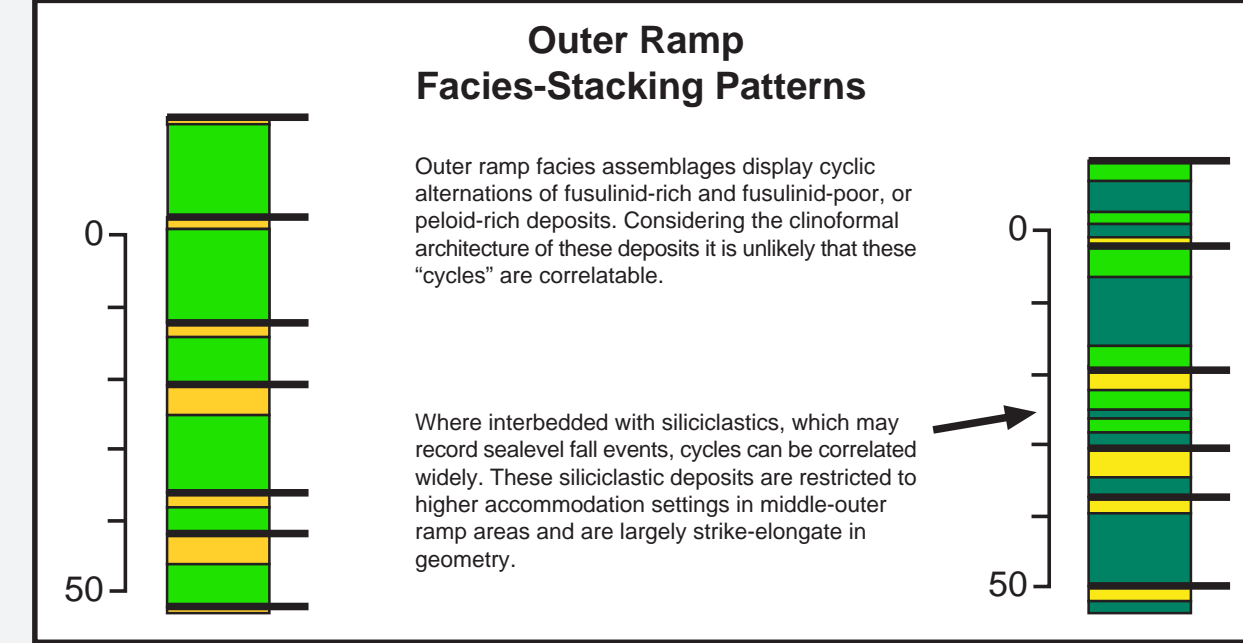 Outer Ramp
Facies-Stacking Patterns
Outer ramp facies assemblages display cyclic
alternations of fusulinid-rich and fusulinid-poor, or
peloid-rich deposits. Considering the clinoformal
architecture of these deposits it is unlikely that these
“cycles” are correlatable.
0
50
Where interbedded with siliciclastics, which may
record sealevel fall events, cycles can be correlated
widely. These siliciclastic deposits are restricted to
higher accommodation settings in middle-outer
ramp areas and are largely strike-elongate in
geometry.
0
50